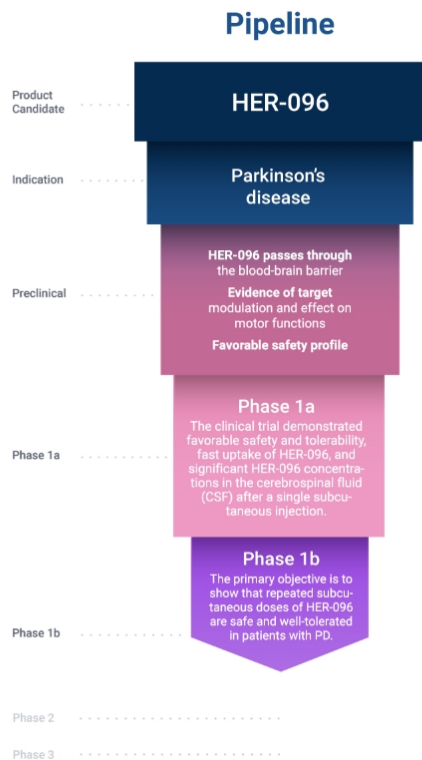 Pipeline
Product
Candidate
HER-096
Indication
Parkinson's
disease
Preclinical
HER-096 passes through
the blood-brain barrier
Evidence of target
modulation and effect on
motor functions
Favorable safety profile
Phase 1a
Phase 1a
The clinical trial demonstrated
favorable safety and tolerability,
fast uptake of HER-096, and
significant HER-096 concentra-
tions in the cerebrospinal fluid
(CSF) after a single subcu-
taneous injection.
Phase 1b
Phase 1b
The primary objective is to
show that repeated subcu-
taneous doses of HER-096
are safe and well-tolerated
in patients with PD.
Phase 2
Phase 3